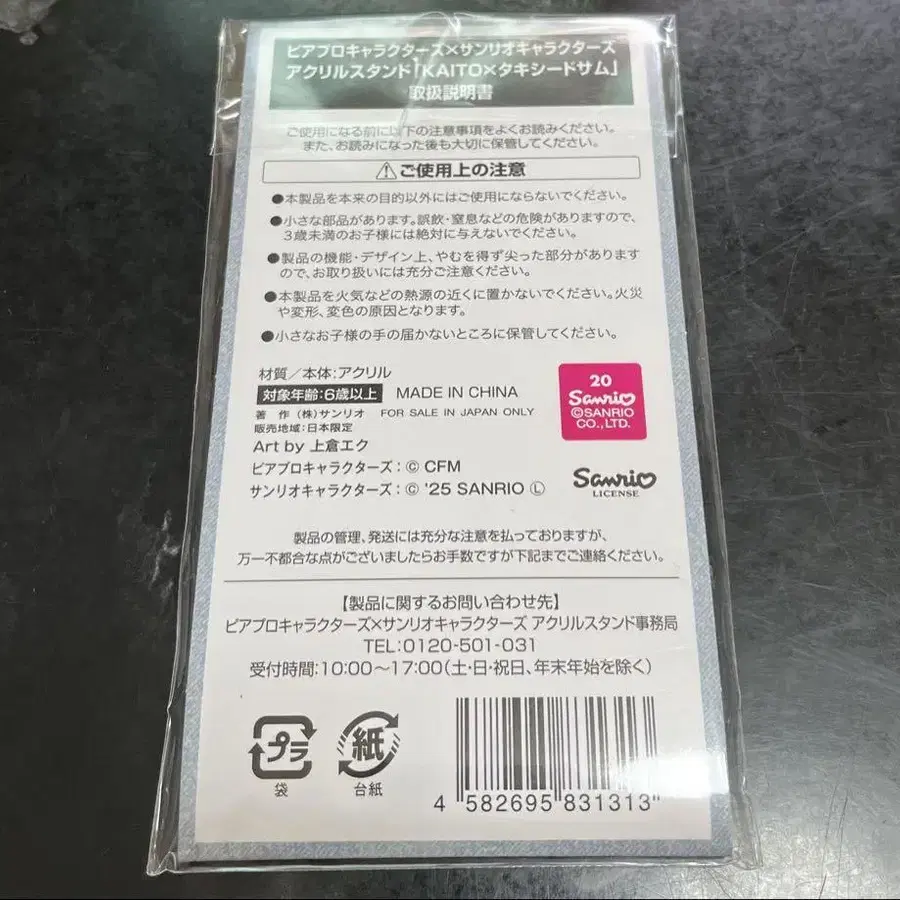 ピアプロキャラクターズ×サンリオキャラクターズ
アクリルスタンド「KAITO×タキシードサム」
取扱説明書
ご使用になる前に以下の注意事項をよくお読みください。
また、お読みになった後も大切に保管してください。
⚠ご使用上の注意
●本製品を本来の目的以外にはご使用にならないでください。
●小さな部品があります。誤飲・窒息などの危険がありますので、
3歳未満のお子様には絶対に与えないでください。
●製品の機能・デザイン上、やむを得ず尖った部分があります
ので、お取り扱いには充分ご注意ください。
●本製品を火気などの熱源の近くに置かないでください。火災
や変形、変色の原因となります。
●小さなお子様の手の届かないところに保管してください。
材質／本体：アクリル
対象年齢：6歳以上 MADE IN CHINA
著 作 (株)サンリオ FOR SALE IN JAPAN ONLY
販売地域：日本限定
Art by 上倉エク
ピアプロキャラクターズ：© CFM
サンリオキャラクターズ：© '25 SANRIO Ⓛ
20
Sanrio
©SANRIO
CO.,LTD.
Sanrio
LICENSE
製品の管理、発送には充分な注意を払っておりますが、
万一不都合な点がございましたらお手数ですが下記までご連絡ください。
【製品に関するお問い合わせ先】
ピアプロキャラクターズ×サンリオキャラクターズ アクリルスタンド事務局
TEL:0120-501-031
受付時間：10:00～17:00(土・日・祝日、年末年始を除く)
プラ
袋
紙
台紙
4 582695 831313